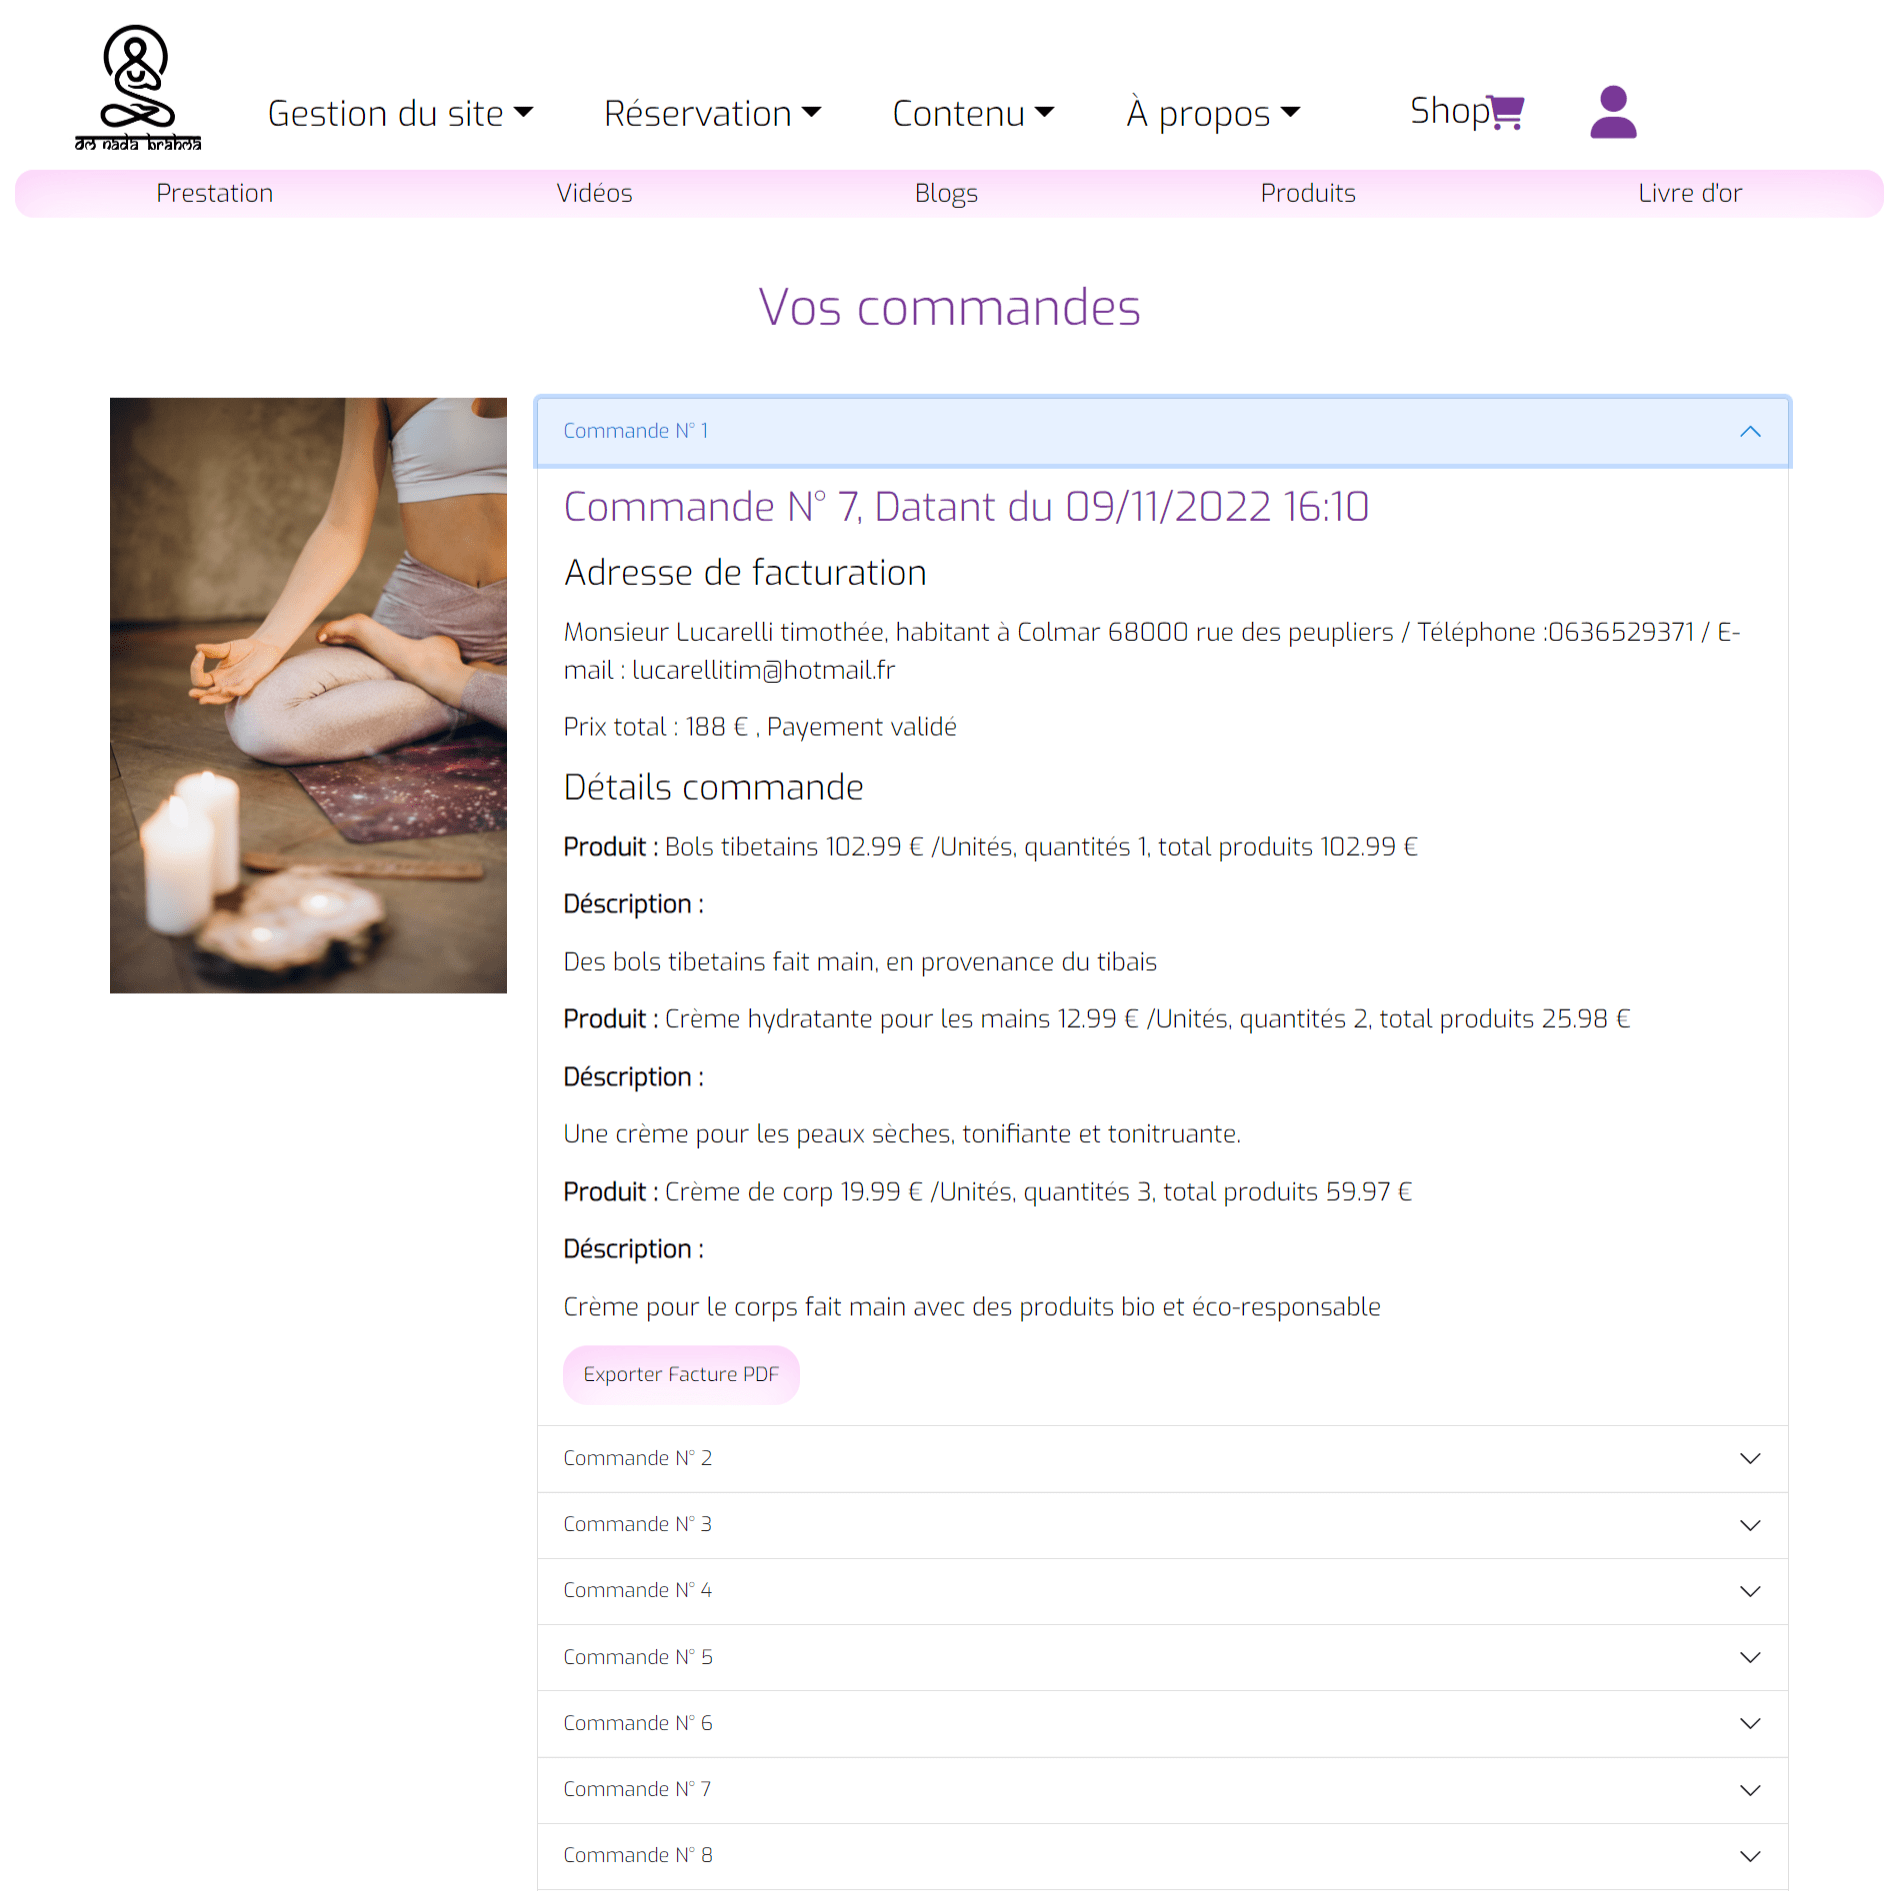 om nada brahma
Gestion du site
Réservation
Contenu
À propos
Shop
Prestation
Vidéos
Blogs
Produits
Livre d'or
Vos commandes
Commande N° 1
Commande N° 7, Datant du 09/11/2022 16:10
Adresse de facturation
Monsieur Lucarelli timothée, habitant à Colmar 68000 rue des peupliers / Téléphone :0636529371 / E-
mail : lucarellitim@hotmail.fr
Prix total : 188 € , Payement validé
Détails commande
Produit : Bols tibetains 102.99 € /Unités, quantités 1, total produits 102.99 €
Déscription :
Des bols tibetains fait main, en provenance du tibais
Produit : Crème hydratante pour les mains 12.99 € /Unités, quantités 2, total produits 25.98 €
Déscription :
Une crème pour les peaux sèches, tonifiante et tonitruante.
Produit : Crème de corp 19.99 € /Unités, quantités 3, total produits 59.97 €
Déscription :
Crème pour le corps fait main avec des produits bio et éco-responsable
Exporter Facture PDF
Commande N° 2
Commande N° 3
Commande N° 4
Commande N° 5
Commande N° 6
Commande N° 7
Commande N° 8